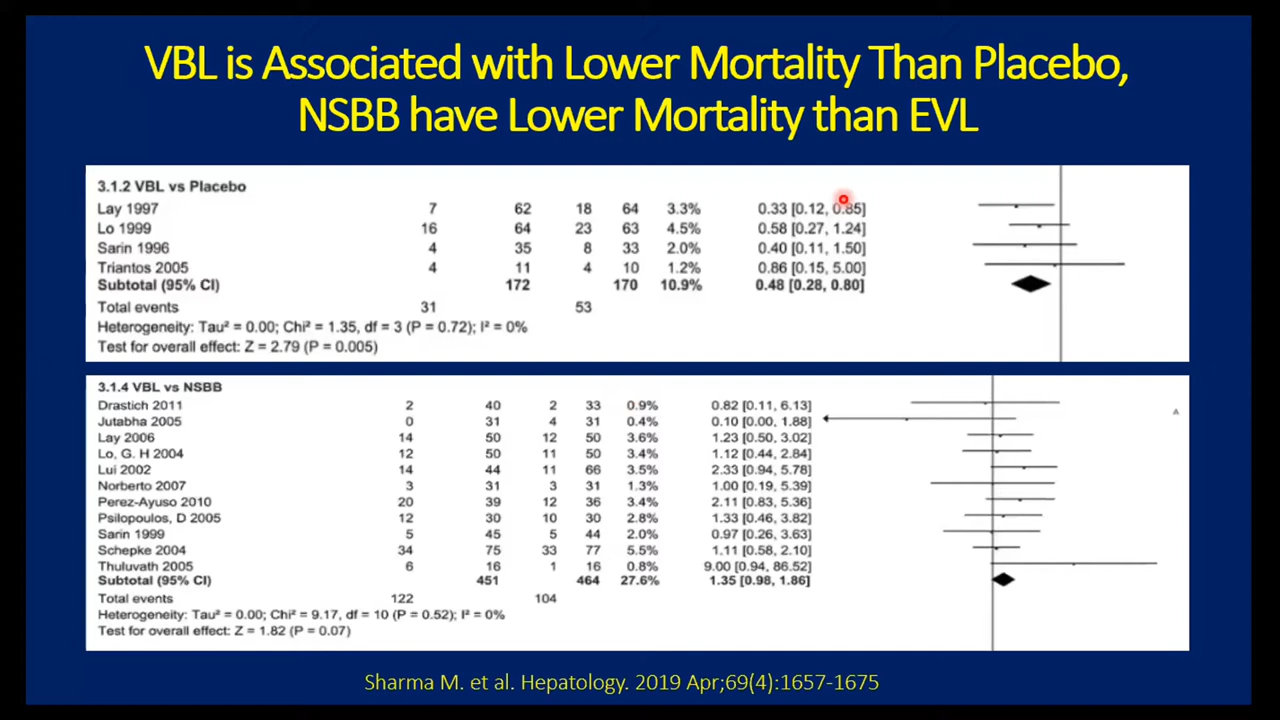 VBL is Associated with Lower Mortality Than Placebo,
NSBB have Lower Mortality than EVL
3.1.2 VBL vs Placebo
Lay 1997 7 62 18 64 3.3% 0.33 [0.12, 0.85]
Lo 1999 16 64 23 63 4.5% 0.58 [0.27, 1.24]
Sarin 1996 4 35 8 33 2.0% 0.40 [0.11, 1.50]
Triantos 2005 4 11 4 10 1.2% 0.86 [0.15, 5.00]
Subtotal (95% CI) 172 170 10.9% 0.48 [0.28, 0.80]
Total events 31 53
Heterogeneity: Tau² = 0.00; Chi² = 1.35, df = 3 (P = 0.72); I² = 0%
Test for overall effect: Z = 2.79 (P = 0.005)
3.1.4 VBL vs NSBB
Drastich 2011 2 40 2 33 0.9% 0.82 [0.11, 6.13]
Jutabha 2005 0 31 4 31 0.4% 0.10 [0.00, 1.88]
Lay 2006 14 50 12 50 3.6% 1.23 [0.50, 3.02]
Lo, G. H 2004 12 50 11 50 3.4% 1.12 [0.44, 2.84]
Lui 2002 14 44 11 66 3.5% 2.33 [0.94, 5.78]
Norberto 2007 3 31 3 31 1.3% 1.00 [0.19, 5.39]
Perez-Ayuso 2010 20 39 12 36 3.4% 2.11 [0.83, 5.36]
Psilopoulos, D 2005 12 30 10 30 2.8% 1.33 [0.46, 3.82]
Sarin 1999 5 45 5 44 2.0% 0.97 [0.26, 3.63]
Schepke 2004 34 75 33 77 5.5% 1.11 [0.58, 2.10]
Thuluvath 2005 6 16 1 16 0.8% 9.00 [0.94, 86.52]
Subtotal (95% CI) 451 464 27.6% 1.35 [0.98, 1.86]
Total events 122 104
Heterogeneity: Tau² = 0.00; Chi² = 9.17, df = 10 (P = 0.52); I² = 0%
Test for overall effect: Z = 1.82 (P = 0.07)
Sharma M. et al. Hepatology. 2019 Apr;69(4):1657-1675